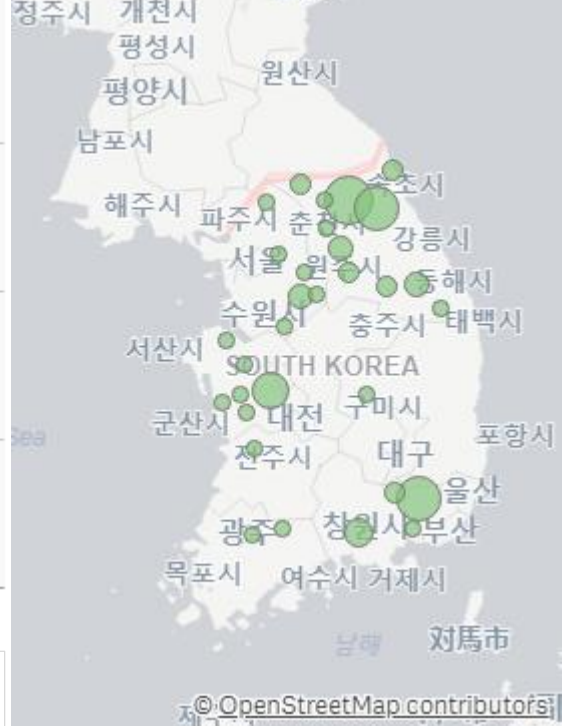 정주시 개천시
평성시
원산시
평양시
남포시
속초시
해주시
파주시 춘천시
강릉시
서울 원주시
동해시
수원시
충주시 태백시
서산시
SOUTH KOREA
구미시
군산시 대전
Sea
포항시
대구
전주시
울산
창원시 부산
광주
목포시 여수시 거제시
対馬市
남해
© OpenStreetMap contributors